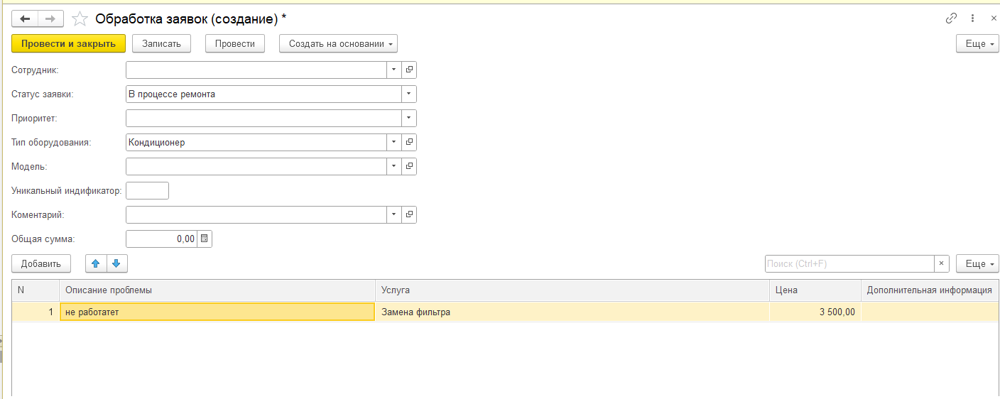 Обработка заявок (создание) *
Провести и закрыть Записать Провести Создать на основании Еще
Сотрудник:
Статус заявки: В процессе ремонта
Приоритет:
Тип оборудования: Кондиционер
Модель:
Уникальный индификатор:
Коментарий:
Общая сумма: 0,00
Добавить Поиск (Ctrl+F) × Еще
N Описание проблемы Услуга Цена Дополнительная информация
1 не работатет Замена фильтра 3 500,00